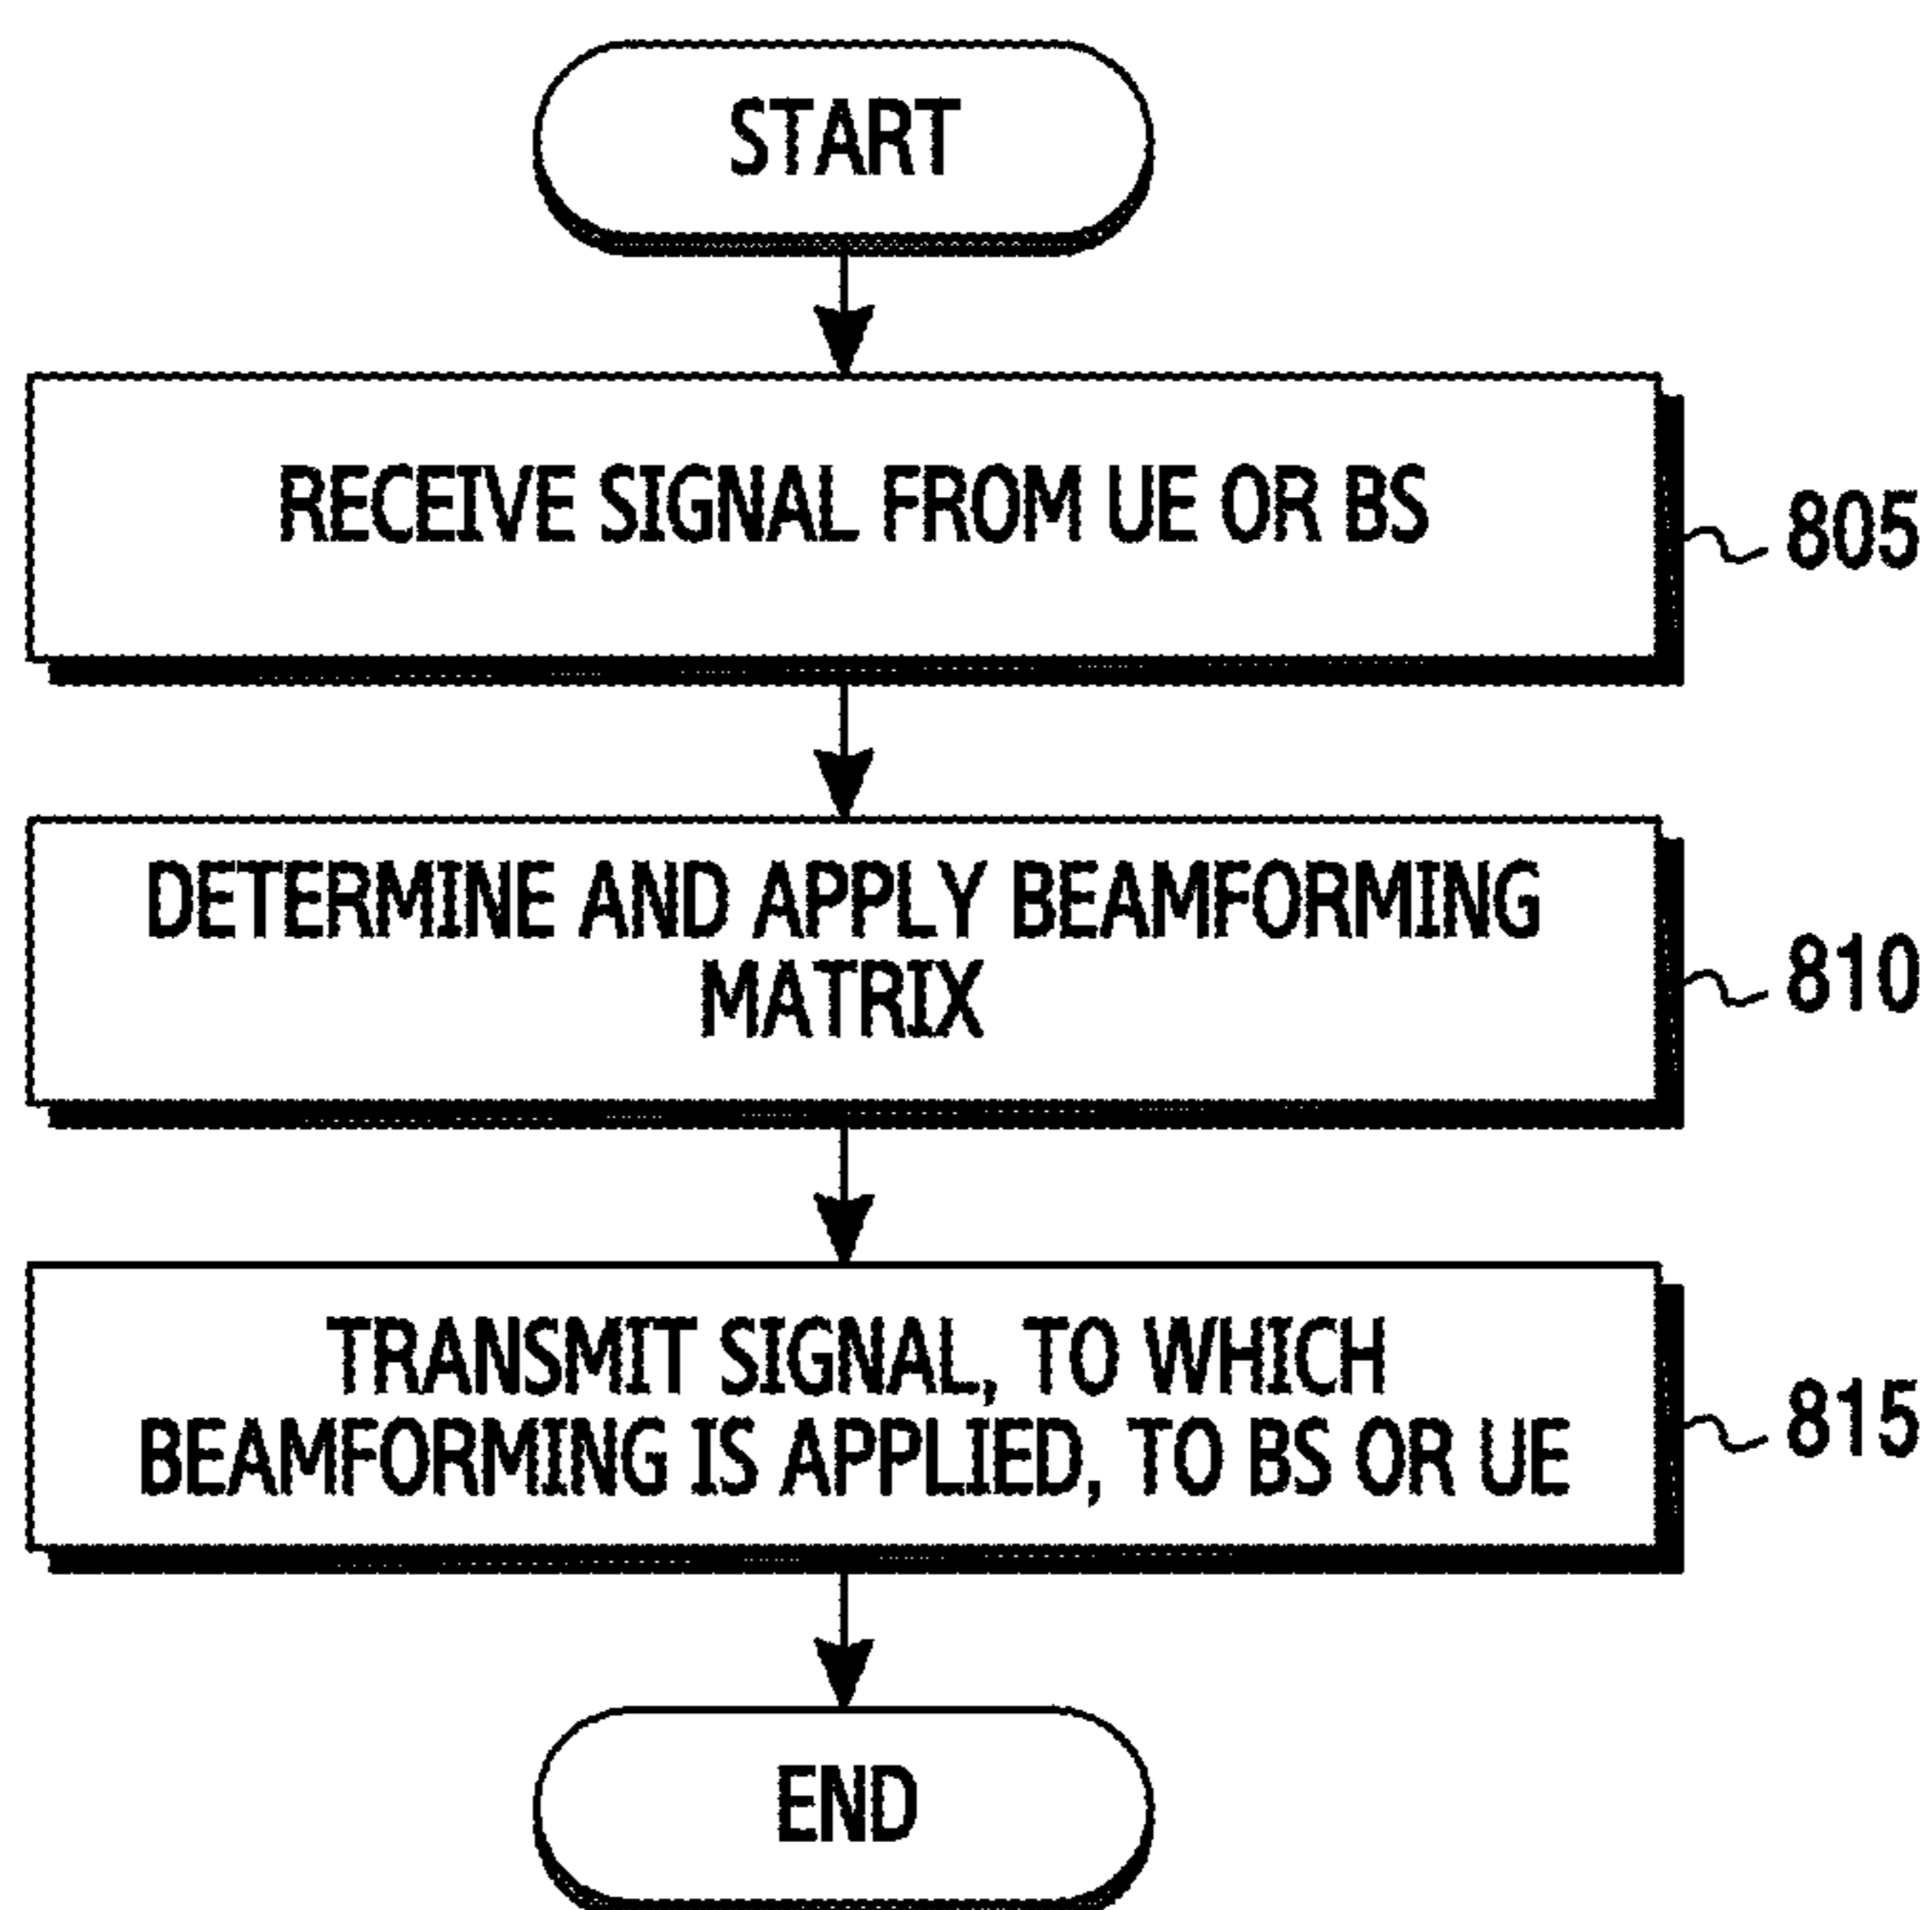 START
RECEIVE SIGNAL FROM UE OR BS
805
DETERMINE AND APPLY BEAMFORMING
MATRIX
810
TRANSMIT SIGNAL, TO WHICH
BEAMFORMING IS APPLIED, TO BS OR UE
815
END